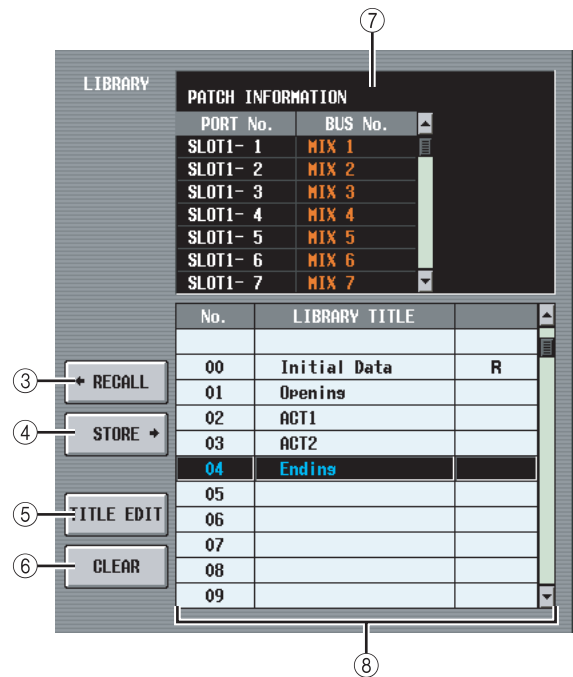 ⑦
LIBRARY
PATCH INFORMATION
PORT No. BUS No.
SLOT1- 1 MIX 1
SLOT1- 2 MIX 2
SLOT1- 3 MIX 3
SLOT1- 4 MIX 4
SLOT1- 5 MIX 5
SLOT1- 6 MIX 6
SLOT1- 7 MIX 7
No. LIBRARY TITLE
00 Initial Data R
③ ← RECALL
01 Opening
02 ACT1
④ STORE →
03 ACT2
04 Ending
05
⑤ TITLE EDIT
06
07
⑥ CLEAR
08
09
⑧